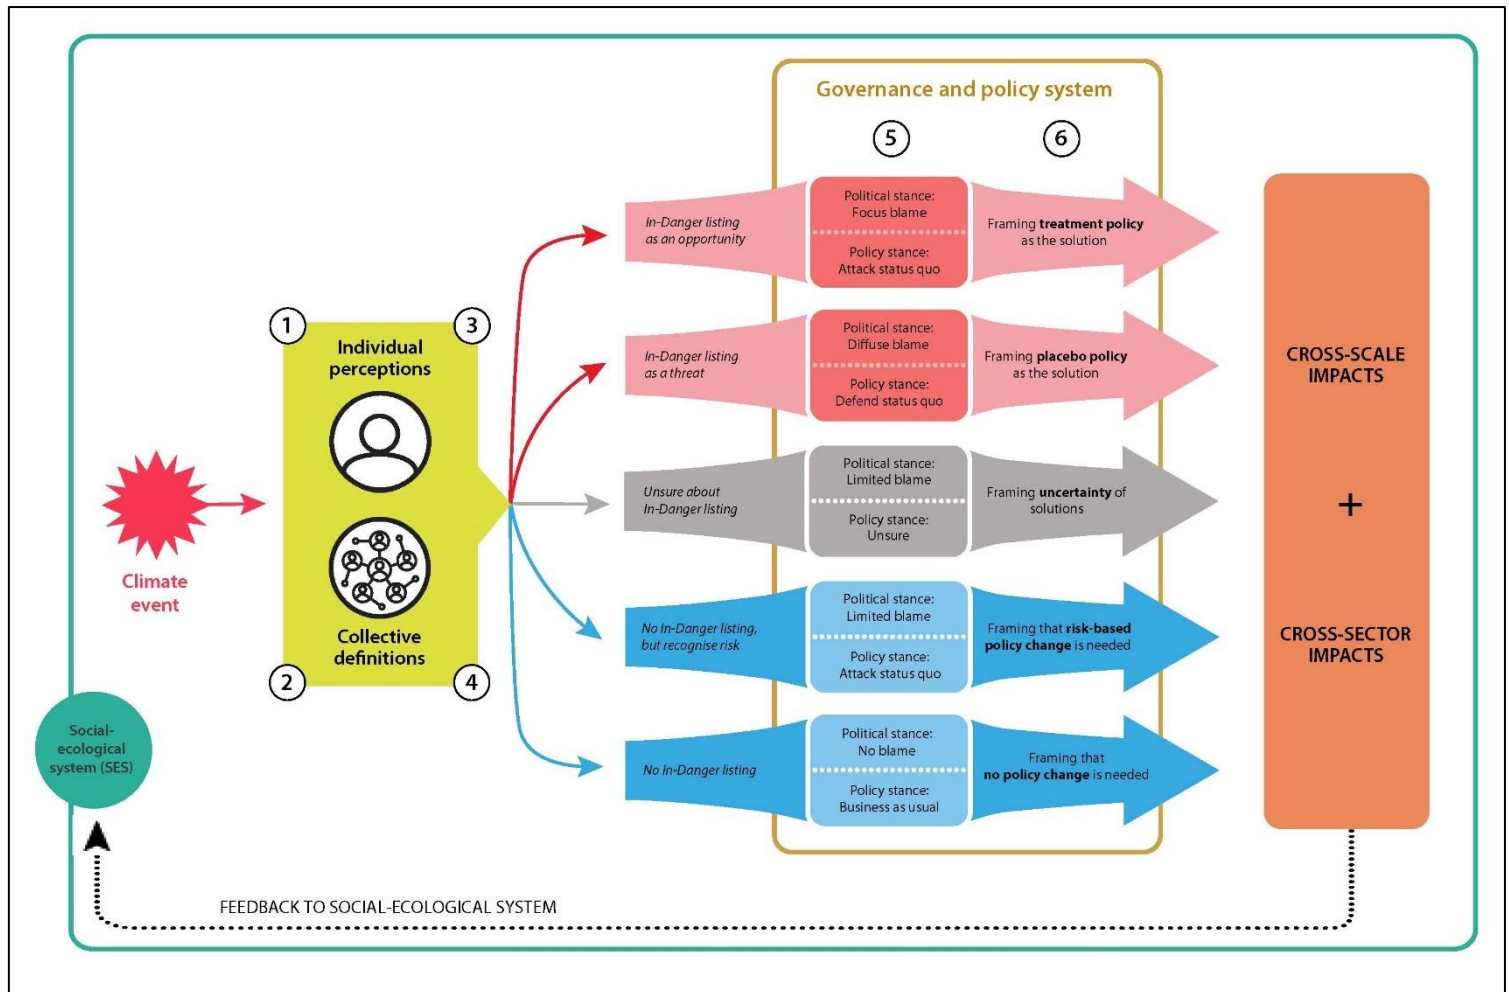 Governance and policy system
5
6
In-Danger listing
as an opportunity
Political stance:
Focus blame
Policy stance:
Attack status quo
Framing treatment policy
as the solution
1
3
Individual
perceptions
In-Danger listing
as a threat
Political stance:
Diffuse blame
Policy stance:
Defend status quo
Framing placebo policy
as the solution
CROSS-SCALE
IMPACTS
+
CROSS-SECTOR
IMPACTS
Climate
event
Unsure about
In-Danger listing
Political stance:
Limited blame
Policy stance:
Unsure
Framing uncertainty of
solutions
Collective
definitions
2
4
No In-Danger listing,
but recognise risk
Political stance:
Limited blame
Policy stance:
Attack status quo
Framing that risk-based
policy change is needed
Social-
ecological
system (SES)
No In-Danger listing
Political stance:
No blame
Policy stance:
Business as usual
Framing that
no policy change is needed
FEEDBACK TO SOCIAL-ECOLOGICAL SYSTEM